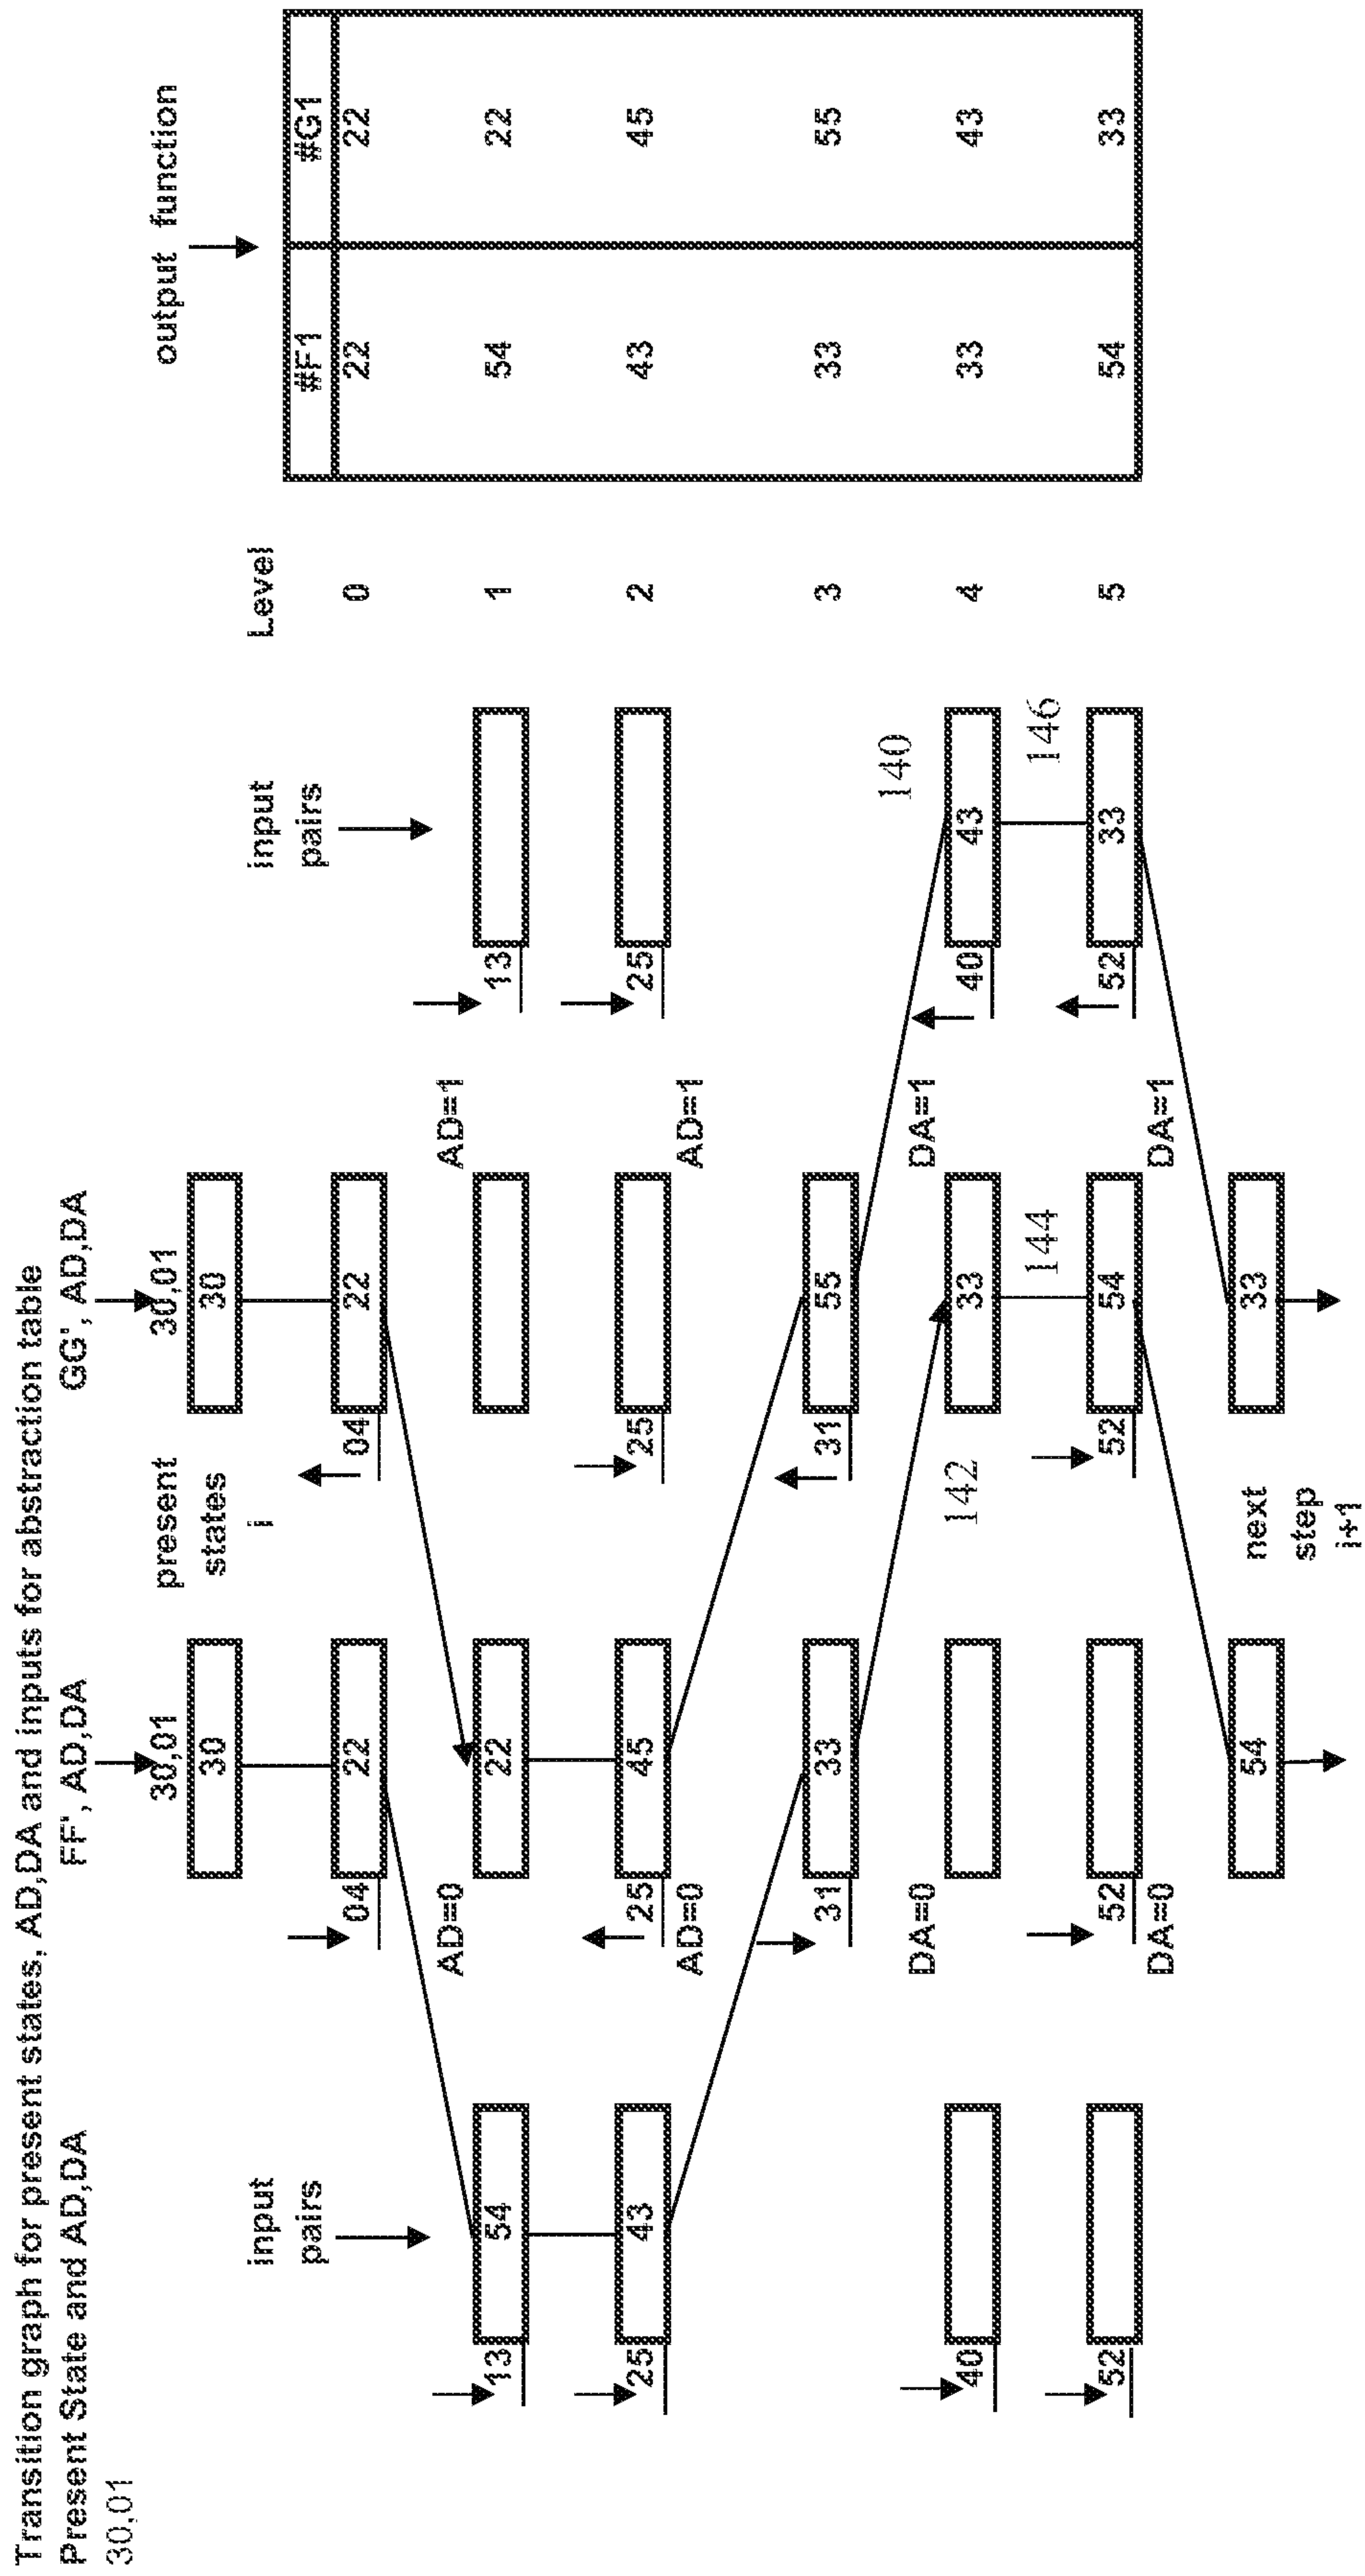 Transition graph for present states, AD,DA and inputs for abstraction table
Present State and AD,DA FF', AD,DA GG', AD,DA
30,01
30,01 present 30,01 output function
30 states 30
input i input Level
pairs pairs #F1 #G1
04 22 04 22 0 22 22
AD=0 AD=1
13 54 22 13 1 54 22
25 43 25 45 25 25 2 43 45
AD=0 AD=1
31 33 31 55 3 33 55
140
DA=0 DA=1
40 142 33 40 43 4 33 43
144 146
52 52 52 54 52 33 5 54 33
DA=0 DA=1
54 next 33
step
i+1